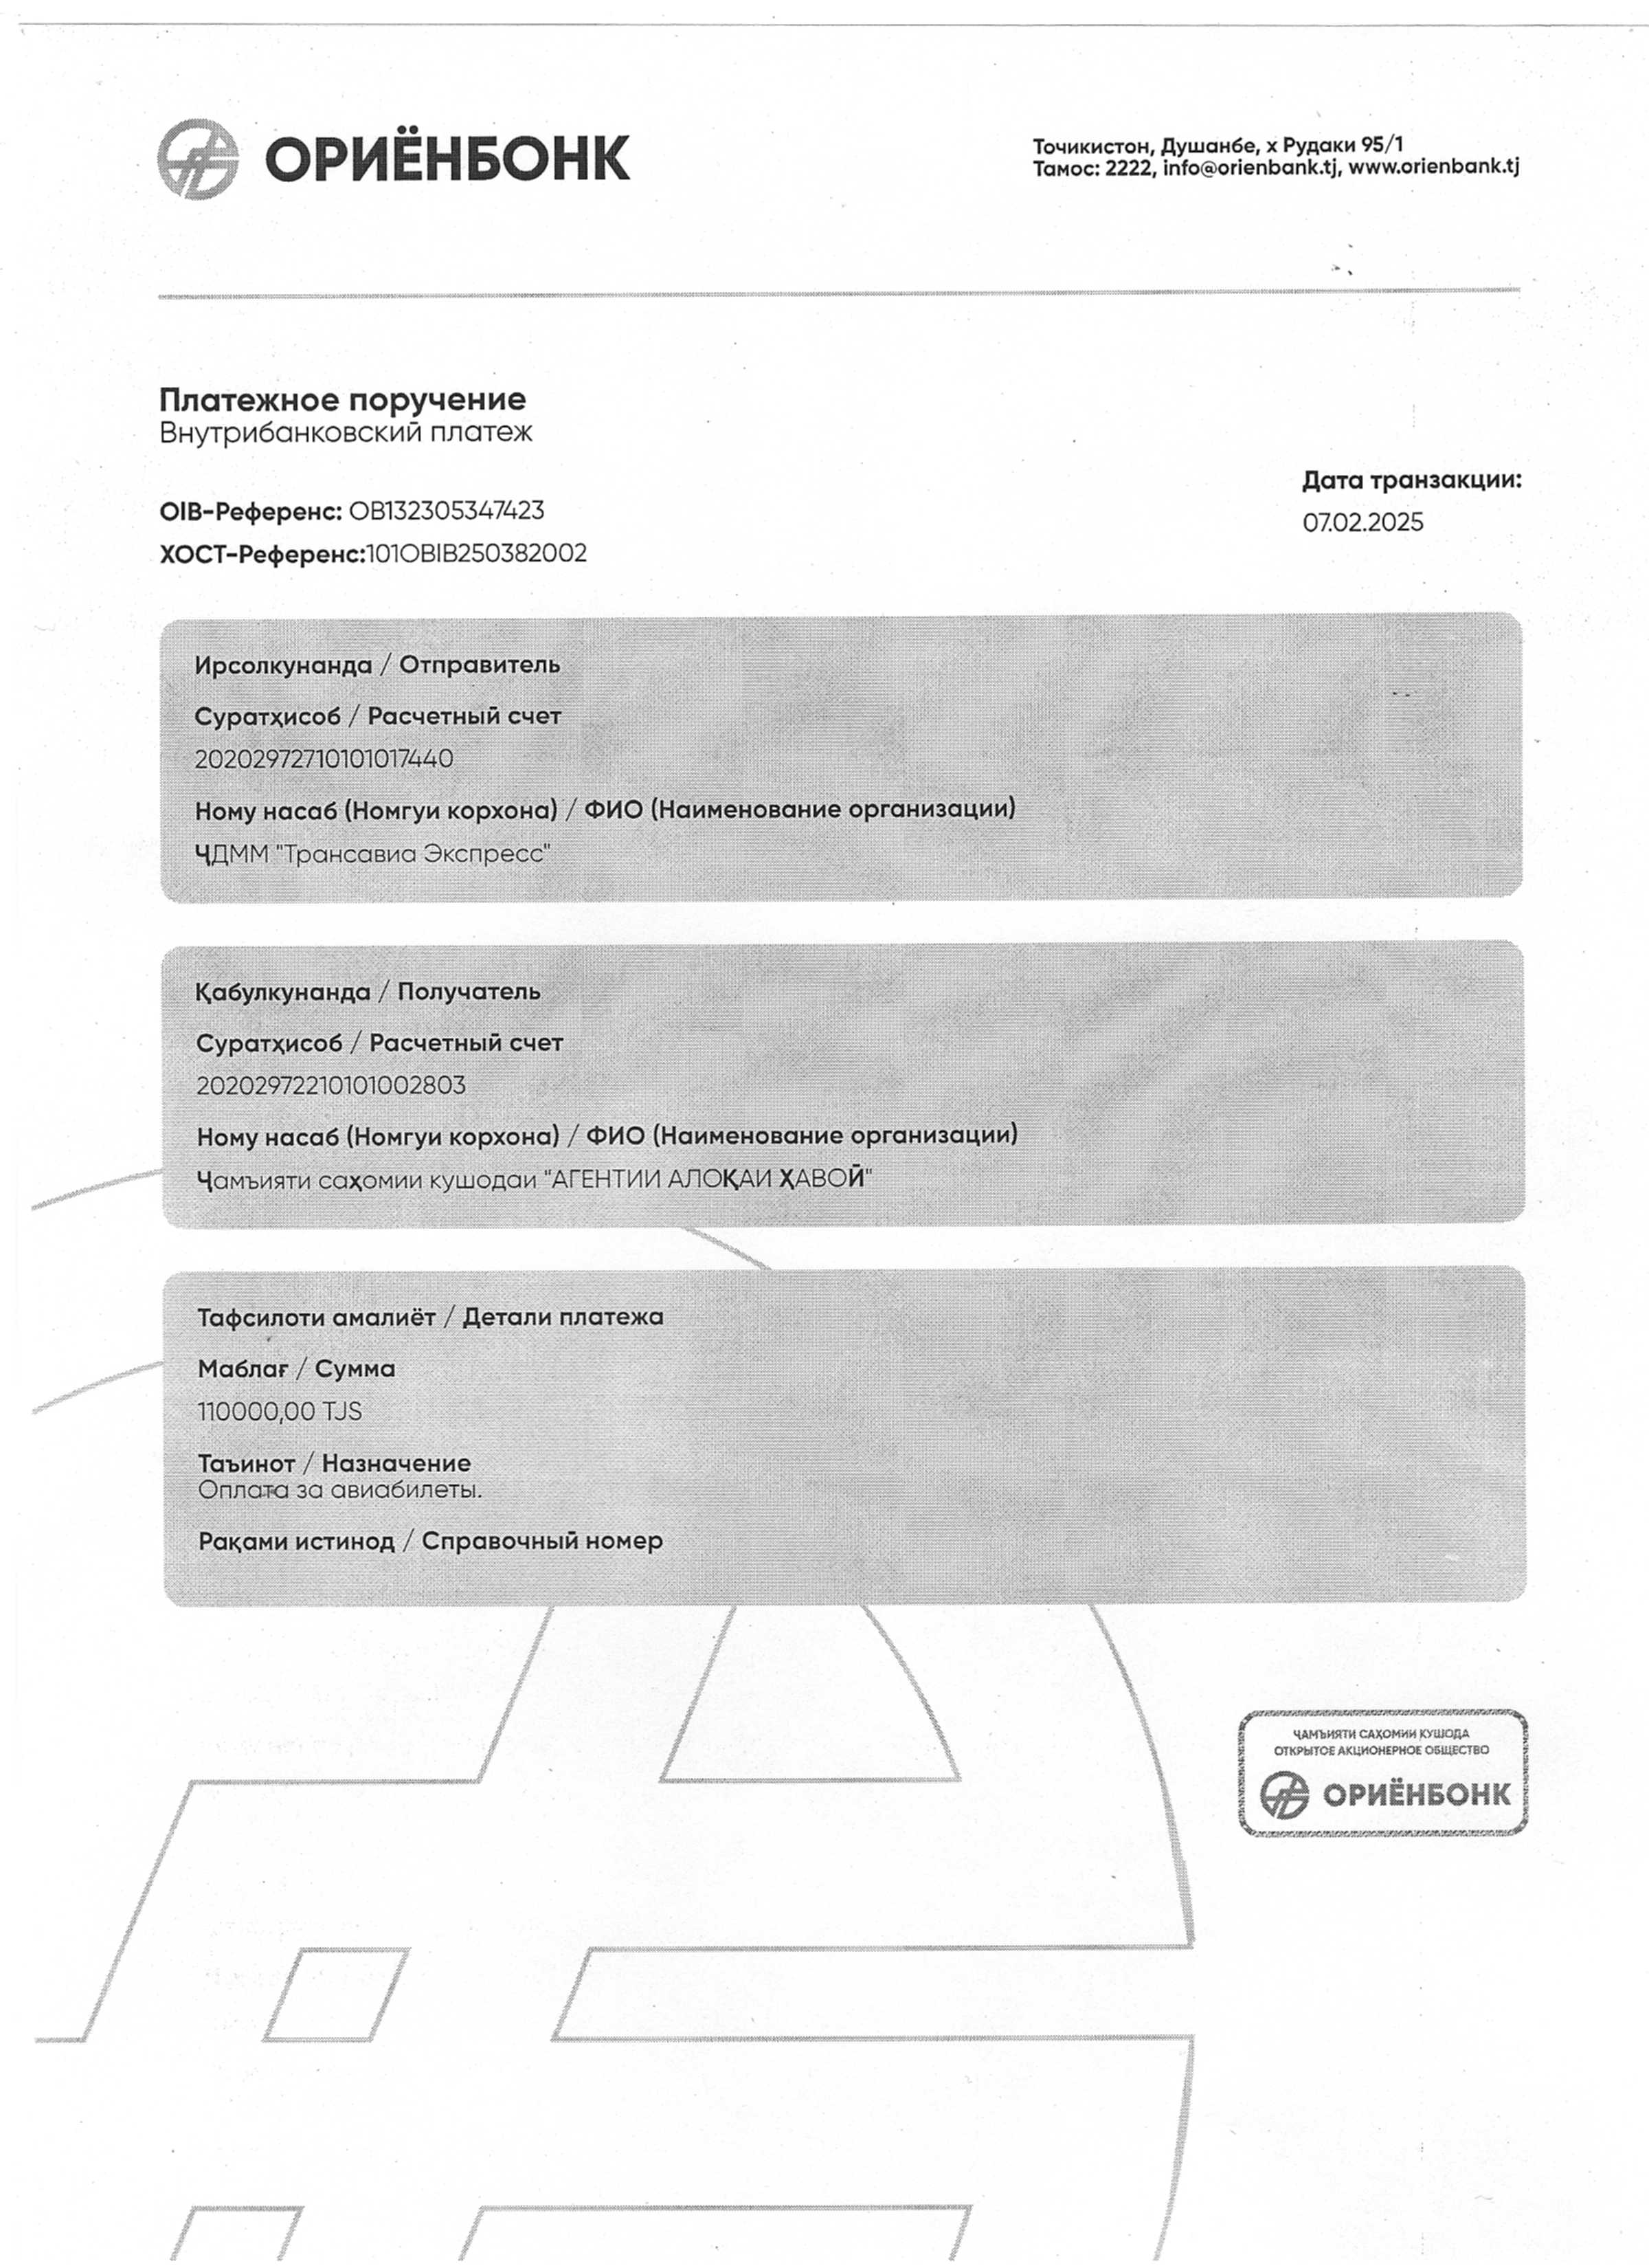 ОРИЁНБОНК
Точикистон, Душанбе, х Рудаки 95/1
Тамос: 2222, info@orienbank.tj, www.orienbank.tj
Платежное поручение
Внутрибанковский платеж
OIB-Референс: OB132305347423
ХОСТ-Референс:101OBIB250382002
Дата транзакции:
07.02.2025
Ирсолкунанда / Отправитель
Суратҳисоб / Расчетный счет
20202972710101017440
Ному насаб (Номгуи корхона) / ФИО (Наименование организации)
ҶДММ "Трансавиа Экспресс"
Қабулкунанда / Получатель
Суратҳисоб / Расчетный счет
20202972210101002803
Ному насаб (Номгуи корхона) / ФИО (Наименование организации)
Ҷамъияти саҳомии кушодаи "АГЕНТИИ АЛОҚАИ ҲАВОӢ"
Тафсилоти амалиёт / Детали платежа
Маблағ / Сумма
110000,00 TJS
Таъинот / Назначение
Оплата за авиабилеты.
Рақами истинод / Справочный номер
ҶАМЪИЯТИ САҲОМИИ КУШОДА
ОТКРЫТОЕ АКЦИОНЕРНОЕ ОБЩЕСТВО
ОРИЁНБОНК